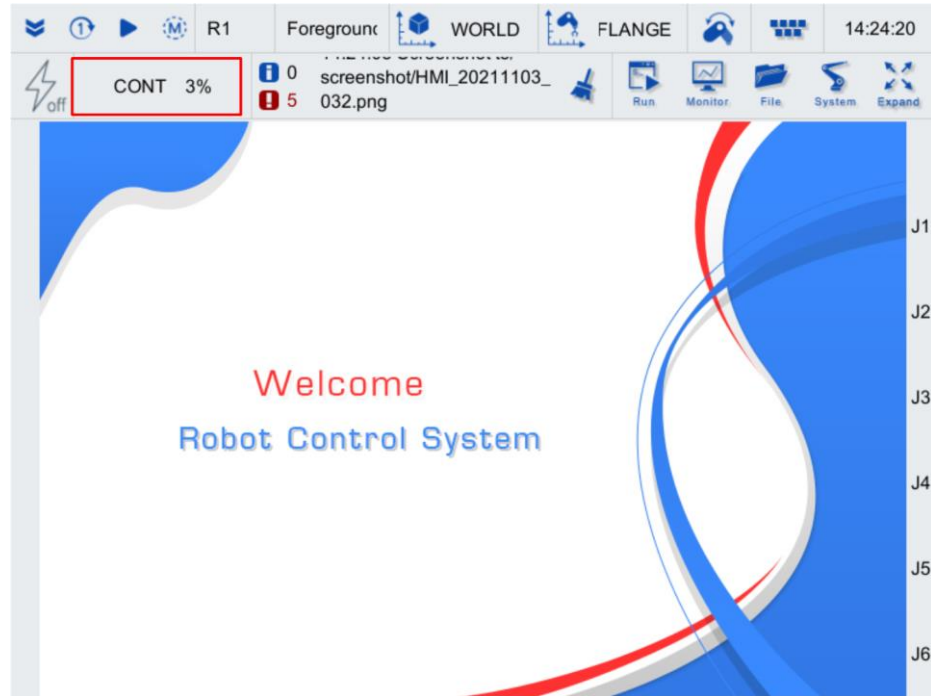 R1 Foreground WORLD FLANGE 14:24:20
off CONT 3%
0
5
screenshot/HMI_20211103_
032.png
Run Monitor File System Expand
J1
J2
Welcome
J3
Robot Control System
J4
J5
J6